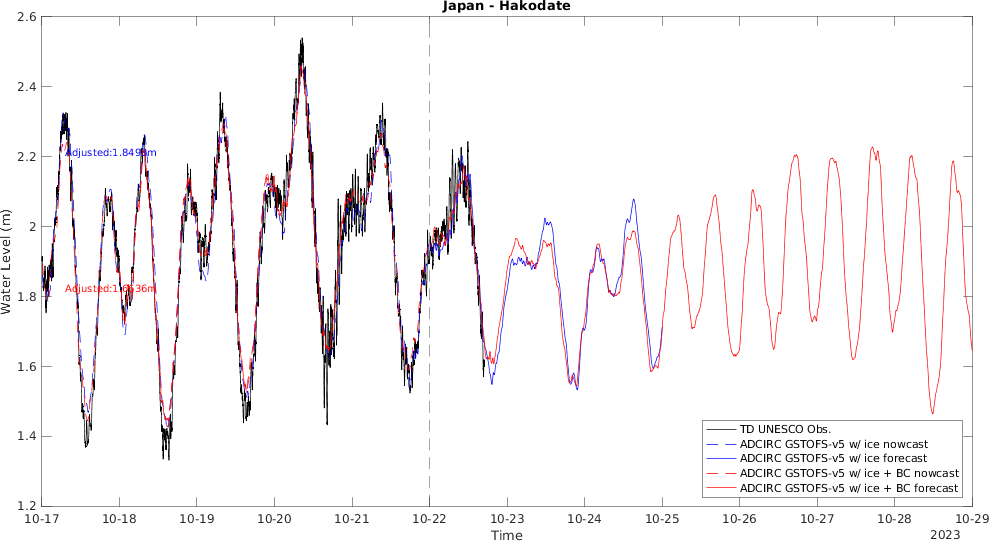 Japan - Hakodate
2.6
2.4
2.2
2
1.8
1.6
1.4
1.2
Water Level (m)
Adjusted:1.849 m
Adjusted:1.6536m
TD UNESCO Obs.
ADCIRC GSTOFS-v5 w/ ice nowcast
ADCIRC GSTOFS-v5 w/ ice forecast
ADCIRC GSTOFS-v5 w/ ice + BC nowcast
ADCIRC GSTOFS-v5 w/ ice + BC forecast
10-17 10-18 10-19 10-20 10-21 10-22 10-23 10-24 10-25 10-26 10-27 10-28 10-29
Time
2023